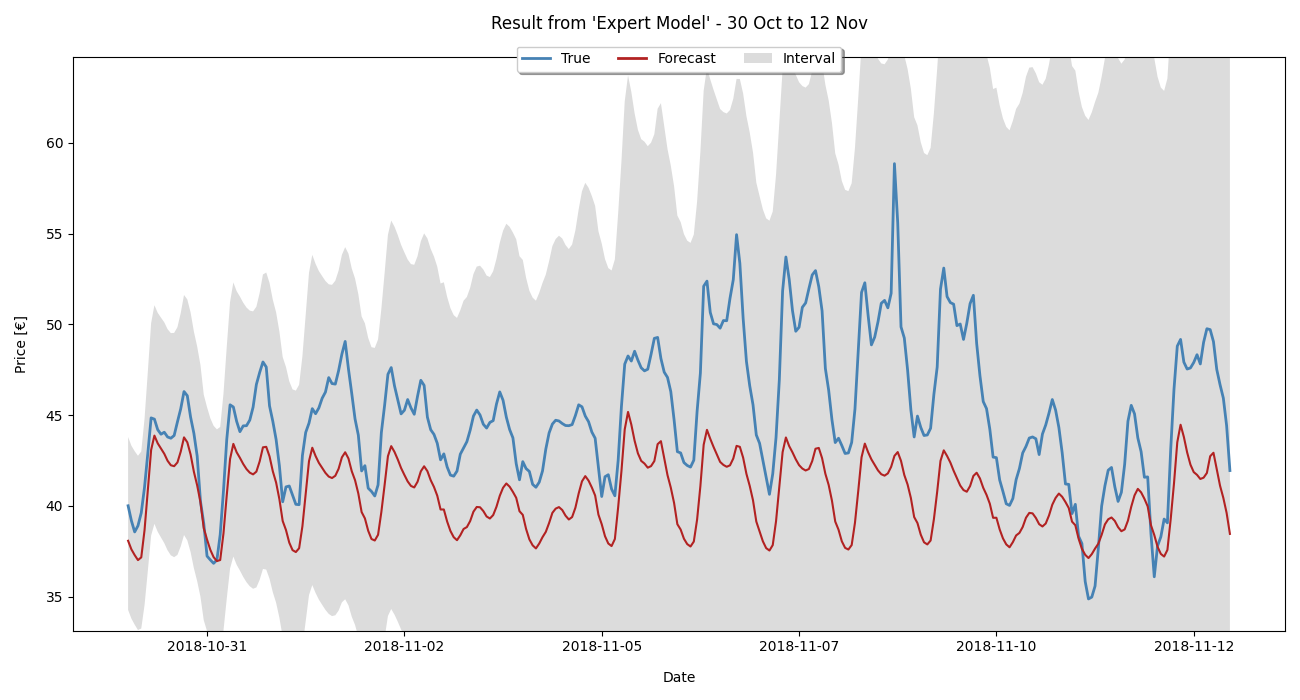 Result from 'Expert Model' - 30 Oct to 12 Nov
True Forecast Interval
Price [€]
60
55
50
45
40
35
2018-10-31 2018-11-02 2018-11-05 2018-11-07 2018-11-10 2018-11-12
Date